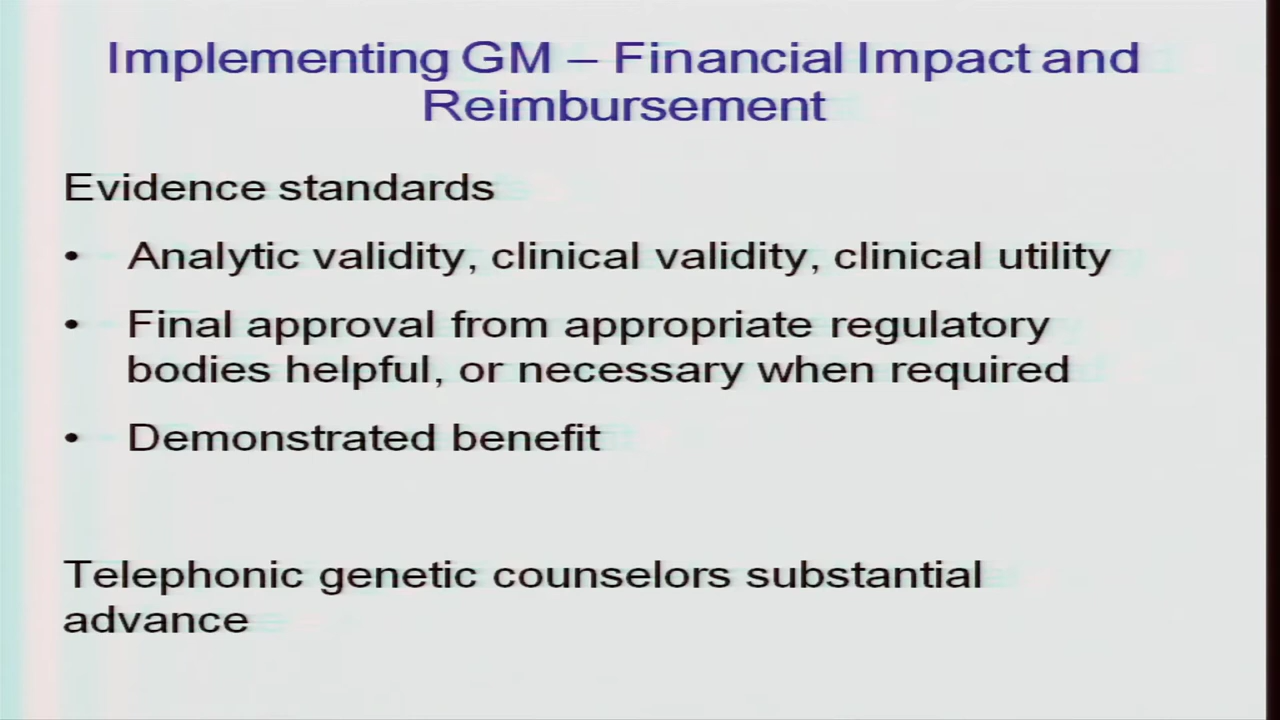 Implementing GM – Financial Impact and
Reimbursement
Evidence standards
• Analytic validity, clinical validity, clinical utility
• Final approval from appropriate regulatory
bodies helpful, or necessary when required
• Demonstrated benefit
Telephonic genetic counselors substantial
advance